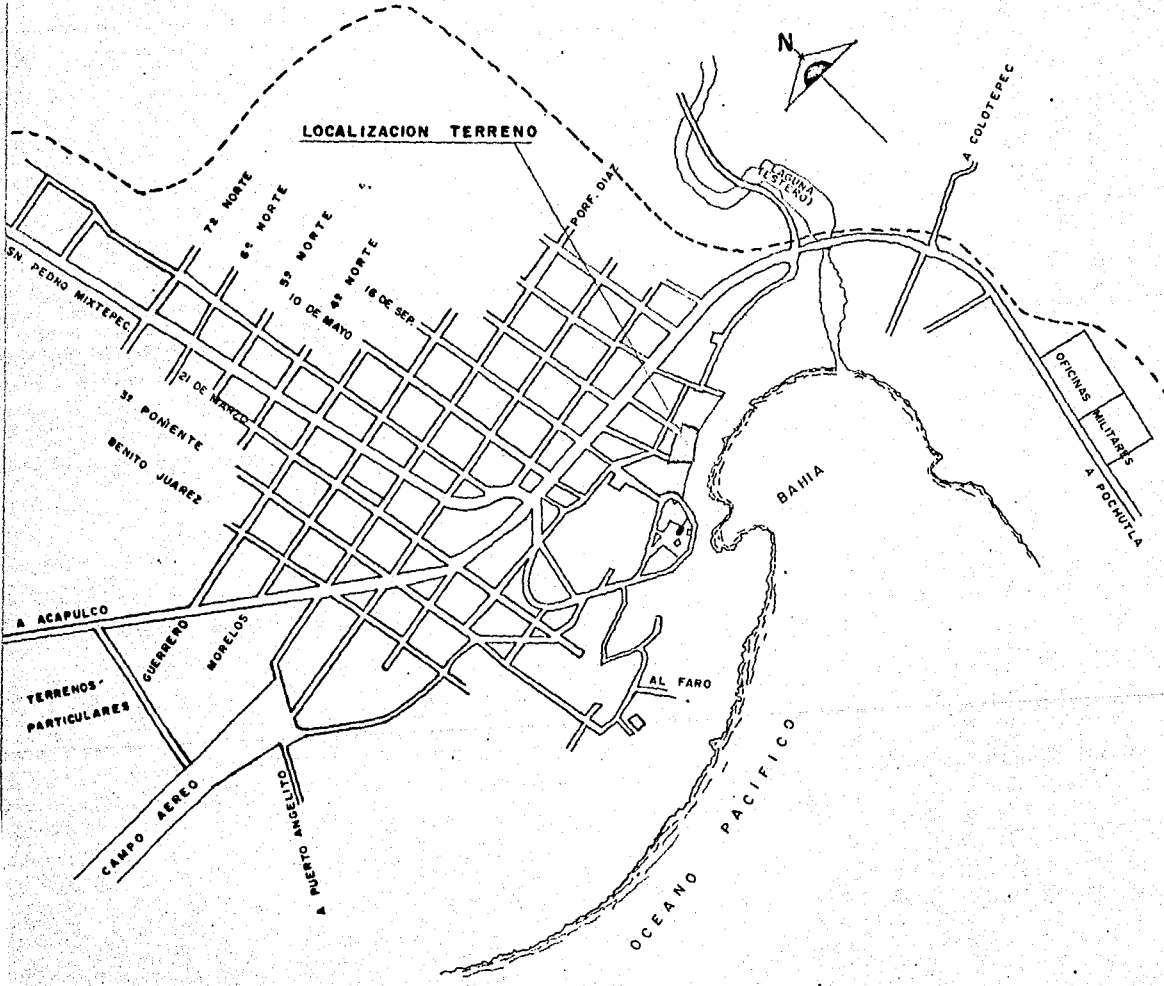 N
A COLOTEPEC
LOCALIZACION TERRENO
LAGUNA
(ESTERO)
PORF. DIAZ
7ª NORTE
6ª NORTE
5ª NORTE
4ª NORTE
10 DE MAYO
16 DE SEP.
SN. PEDRO MIXTEPEC.
21 DE MARZO
3ª PONIENTE
BENITO JUAREZ
OFICINAS
MILITARES
A POCHUTLA
BAHIA
A ACAPULCO
GUERRERO
MORELOS
TERRENOS-
PARTICULARES
AL FARO
CAMPO AEREO
A PUERTO ANGELITO
OCEANO PACIFICO